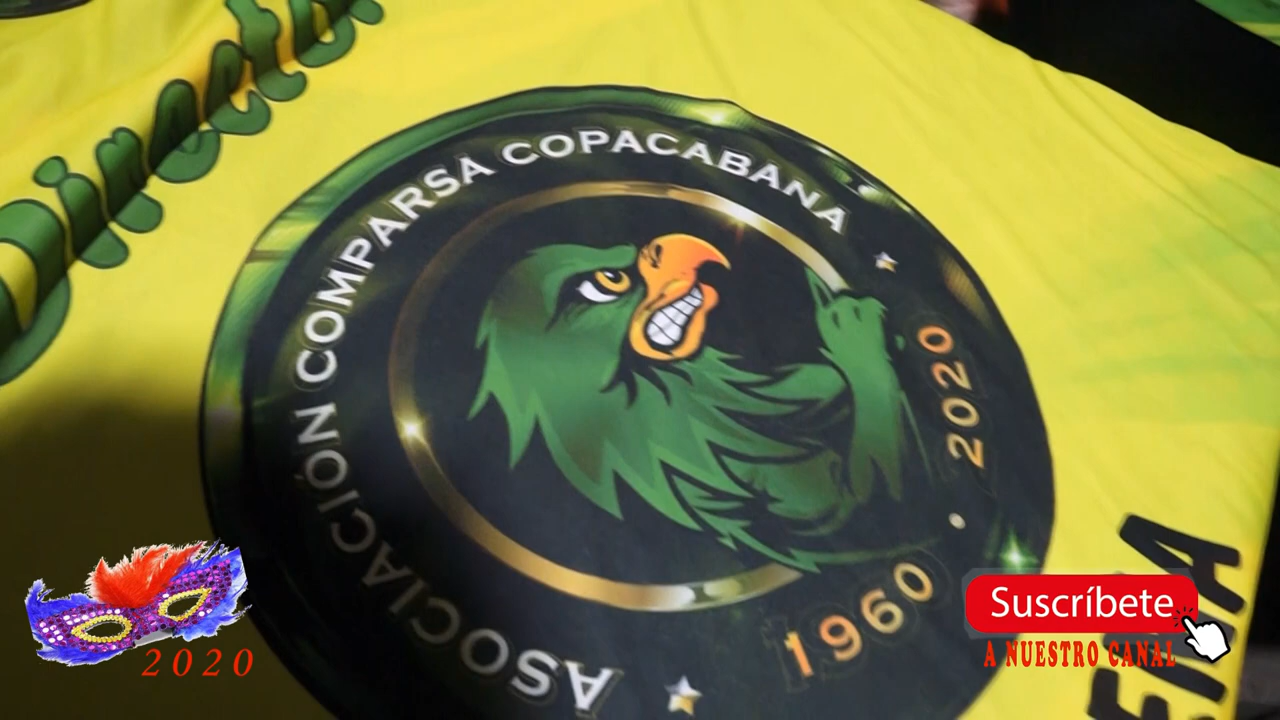 ASOCIACIÓN COMPARSA COPACABANA
1960 · 2020
2020
Suscríbete
A NUESTRO CANAL